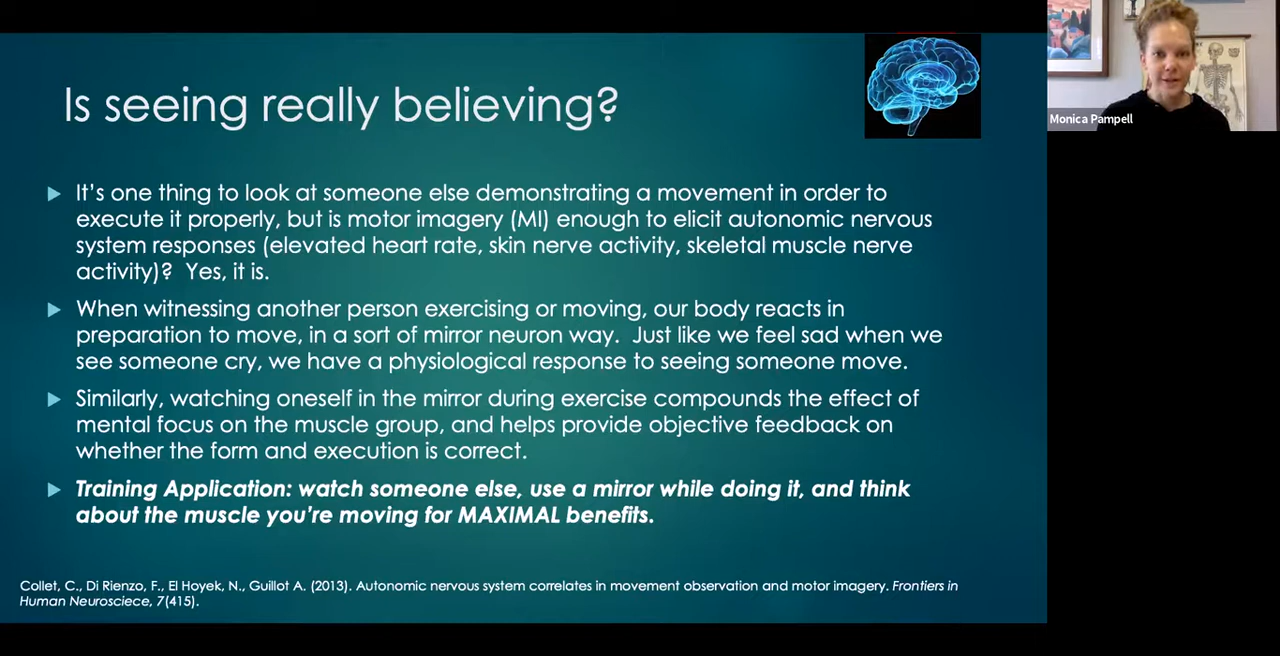 Is seeing really believing?
It's one thing to look at someone else demonstrating a movement in order to
execute it properly, but is motor imagery (MI) enough to elicit autonomic nervous
system responses (elevated heart rate, skin nerve activity, skeletal muscle nerve
activity)?  Yes, it is.
When witnessing another person exercising or moving, our body reacts in
preparation to move, in a sort of mirror neuron way.  Just like we feel sad when we
see someone cry, we have a physiological response to seeing someone move.
Similarly, watching oneself in the mirror during exercise compounds the effect of
mental focus on the muscle group, and helps provide objective feedback on
whether the form and execution is correct.
Training Application: watch someone else, use a mirror while doing it, and think
about the muscle you're moving for MAXIMAL benefits.
Collet, C., Di Rienzo, F., El Hoyek, N., Guillot A. (2013). Autonomic nervous system correlates in movement observation and motor imagery. Frontiers in
Human Neurosciece, 7(415).
Monica Pampell